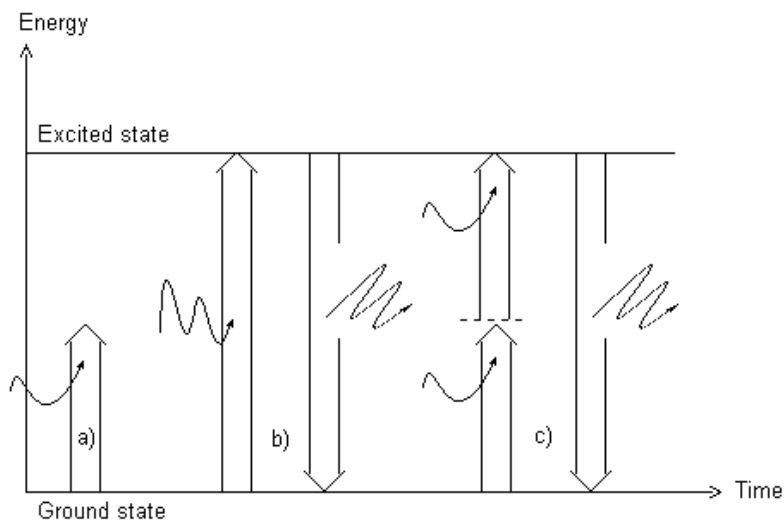 Energy
Excited state
a)
b)
c)
Time
Ground state